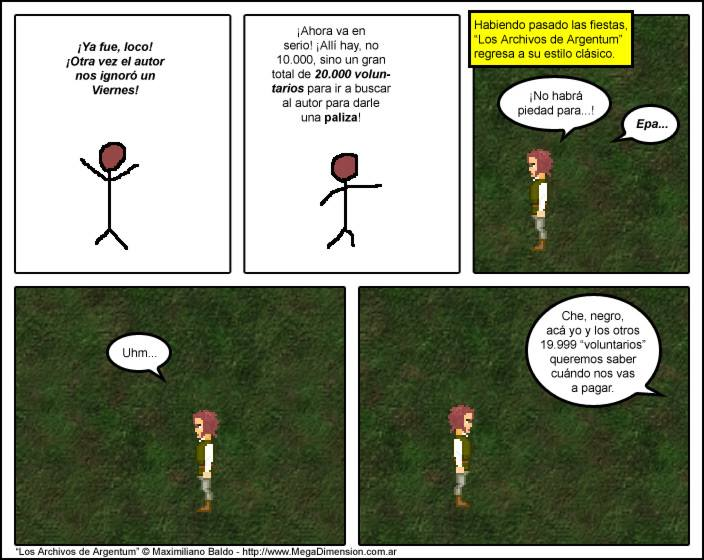 ¡Ya fue, loco!
¡Otra vez el autor
nos ignoró un
Viernes!
¡Ahora va en
serio! ¡Allí hay, no
10.000, sino un gran
total de 20.000 volun-
tarios para ir a buscar
al autor para darle
una paliza!
Habiendo pasado las fiestas,
“Los Archivos de Argentum”
regresa a su estilo clásico.
¡No habrá
piedad para...!
Epa...
Uhm...
Che, negro,
acá yo y los otros
19.999 “voluntarios”
queremos saber
cuándo nos vas
a pagar.
“Los Archivos de Argentum” © Maximiliano Baldo - http://www.MegaDimension.com.ar